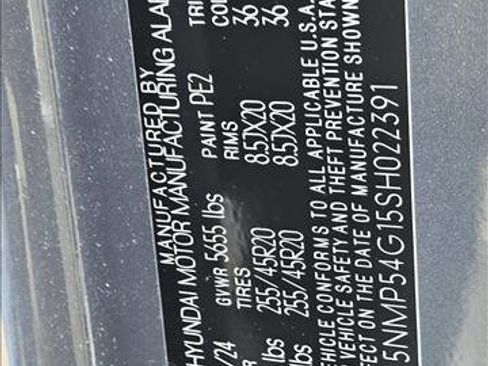 MANUFACTURED BY
HYUNDAI MOTOR MANUFACTURING ALA
/24 GVWR 5655 lbs PAINT PE2
TIRES RIMS
lbs 255/45R20 8.5JX20 36
lbs 255/45R20 8.5JX20 36
VEHICLE CONFORMS TO ALL APPLICABLE U.S.A.
VEHICLE SAFETY AND THEFT PREVENTION STA
EFFECT ON THE DATE OF MANUFACTURE SHOWN
5NMP54G15SH022391